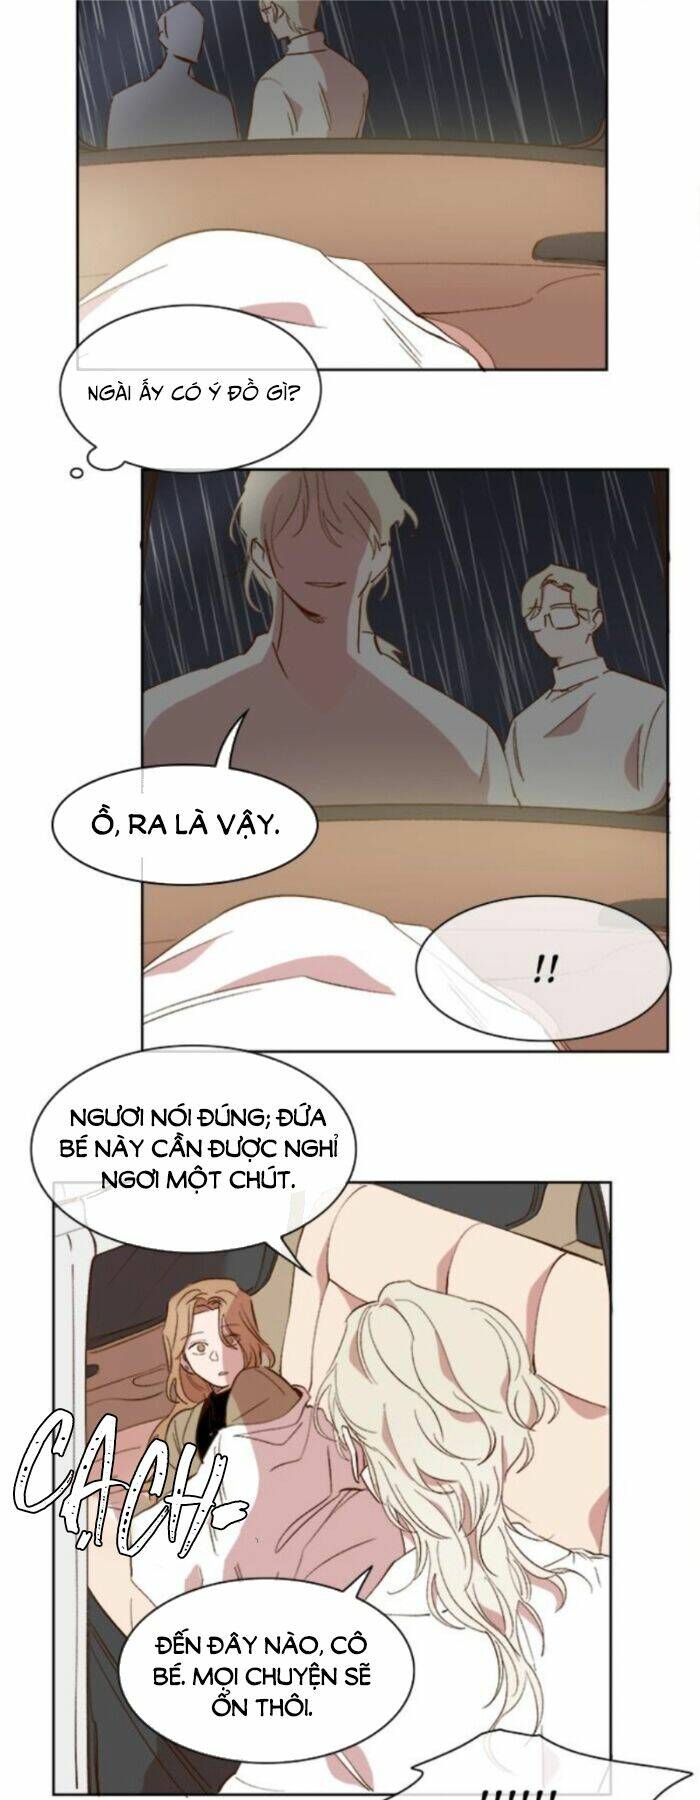 NGÀI ẤY CÓ Ý ĐỒ GÌ?
Ồ, RA LÀ VẬY.
!!
NGƯƠI NÓI ĐÚNG; ĐỨA
BÉ NÀY CẦN ĐƯỢC NGHỈ
NGƠI MỘT CHÚT.
CẠCH
ĐẾN ĐÂY NÀO, CÔ
BÉ. MỌI CHUYỆN SẼ
ỔN THÔI.
!!!!!!!